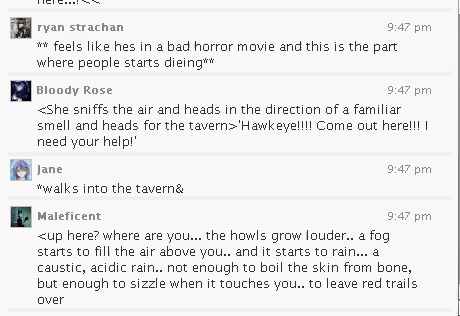 here...!<<
ryan strachan 9:47 pm
** feels like hes in a bad horror movie and this is the part
where people starts dieing**
Bloody Rose 9:47 pm
<She sniffs the air and heads in the direction of a familiar
smell and heads for the tavern>'Hawkeye!!!! Come out here!!! I
need your help!'
Jane 9:47 pm
*walks into the tavern&
Maleficent 9:47 pm
<up here? where are you... the howls grow louder.. a fog
starts to fill the air above you.. and it starts to rain... a
caustic, acidic rain.. not enough to boil the skin from bone,
but enough to sizzle when it touches you.. to leave red trails
over